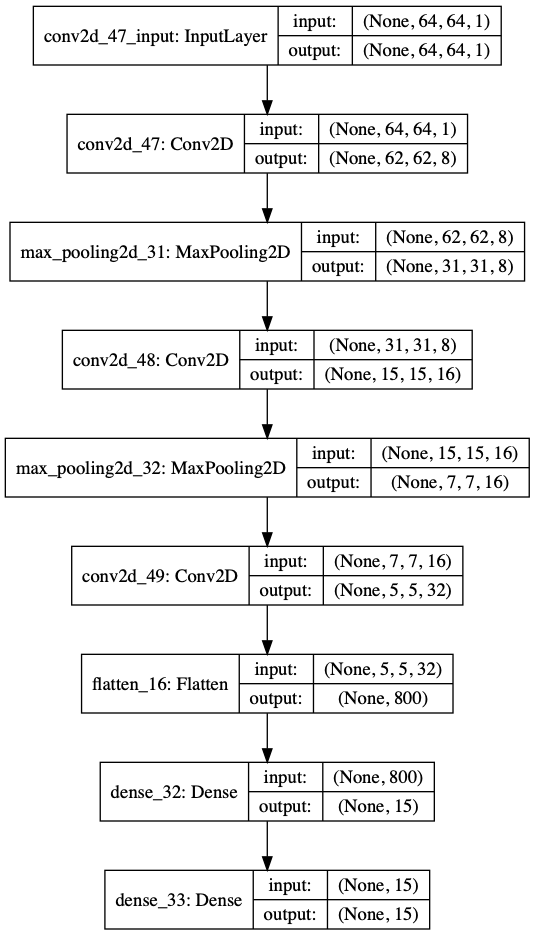 conv2d_47_input: InputLayer
input: (None, 64, 64, 1)
output: (None, 64, 64, 1)
conv2d_47: Conv2D
input: (None, 64, 64, 1)
output: (None, 62, 62, 8)
max_pooling2d_31: MaxPooling2D
input: (None, 62, 62, 8)
output: (None, 31, 31, 8)
conv2d_48: Conv2D
input: (None, 31, 31, 8)
output: (None, 15, 15, 16)
max_pooling2d_32: MaxPooling2D
input: (None, 15, 15, 16)
output: (None, 7, 7, 16)
conv2d_49: Conv2D
input: (None, 7, 7, 16)
output: (None, 5, 5, 32)
flatten_16: Flatten
input: (None, 5, 5, 32)
output: (None, 800)
dense_32: Dense
input: (None, 800)
output: (None, 15)
dense_33: Dense
input: (None, 15)
output: (None, 15)